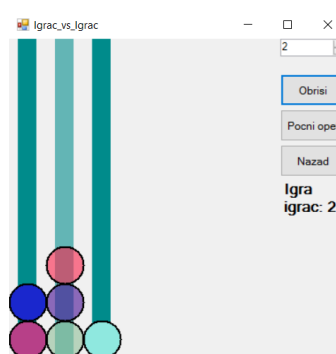 Igrac_vs_Igrac
2
Obrisi
Pocni ope
Nazad
Igra
igrac: 2